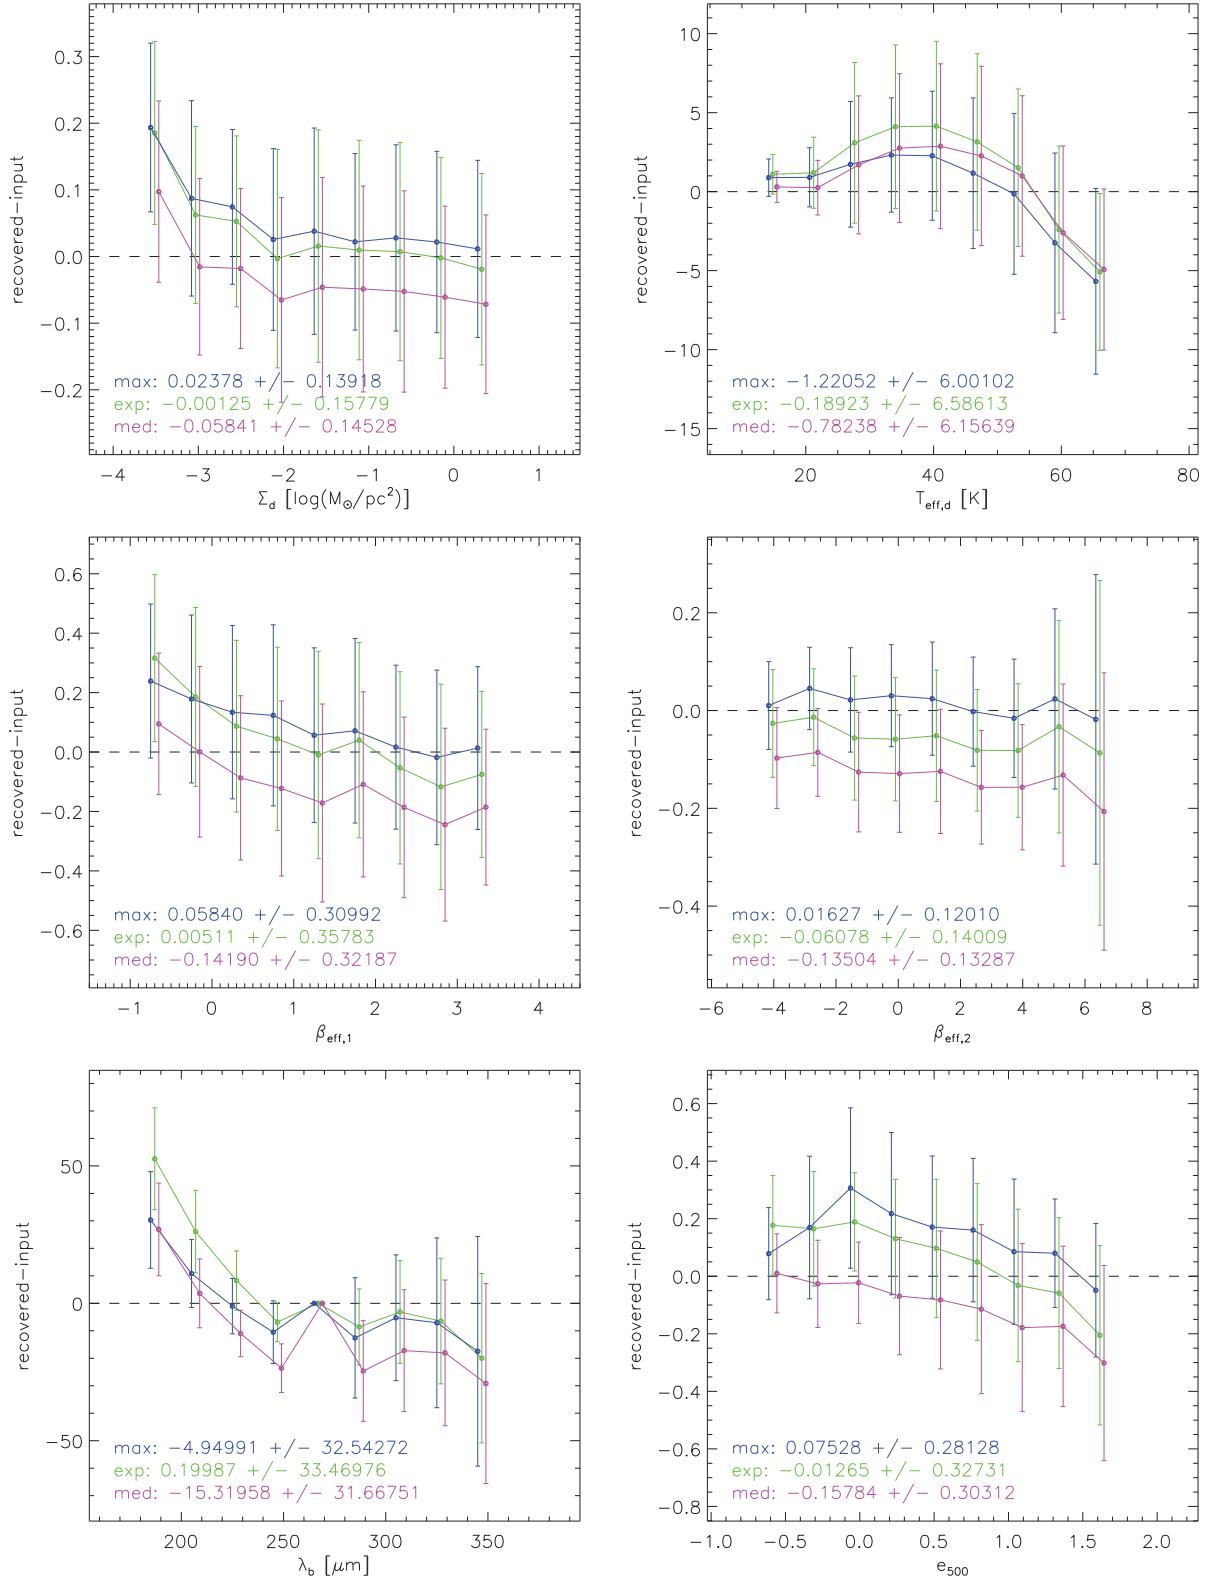 0.3
0.2
0.1
0.0
−0.1
−0.2
recovered−input
max: 0.02378 +/− 0.13918
exp: −0.00125 +/− 0.15779
med: −0.05841 +/− 0.14528
−4 −3 −2 −1 0 1
Σd [log(M⊙/pc²)]
10
5
0
−5
−10
−15
recovered−input
max: −1.22052 +/− 6.00102
exp: −0.18923 +/− 6.58613
med: −0.78238 +/− 6.15639
20 40 60 80
Teff,d [K]
0.6
0.4
0.2
0.0
−0.2
−0.4
−0.6
recovered−input
max: 0.05840 +/− 0.30992
exp: 0.00511 +/− 0.35783
med: −0.14190 +/− 0.32187
−1 0 1 2 3 4
βeff,1
0.2
0.0
−0.2
−0.4
recovered−input
max: 0.01627 +/− 0.12010
exp: −0.06078 +/− 0.14009
med: −0.13504 +/− 0.13287
−6 −4 −2 0 2 4 6 8
βeff,2
50
0
−50
recovered−input
max: −4.94991 +/− 32.54272
exp: 0.19987 +/− 33.46976
med: −15.31958 +/− 31.66751
200 250 300 350
λb [μm]
0.6
0.4
0.2
0.0
−0.2
−0.4
−0.6
−0.8
recovered−input
max: 0.07528 +/− 0.28128
exp: −0.01265 +/− 0.32731
med: −0.15784 +/− 0.30312
−1.0 −0.5 0.0 0.5 1.0 1.5 2.0
e500